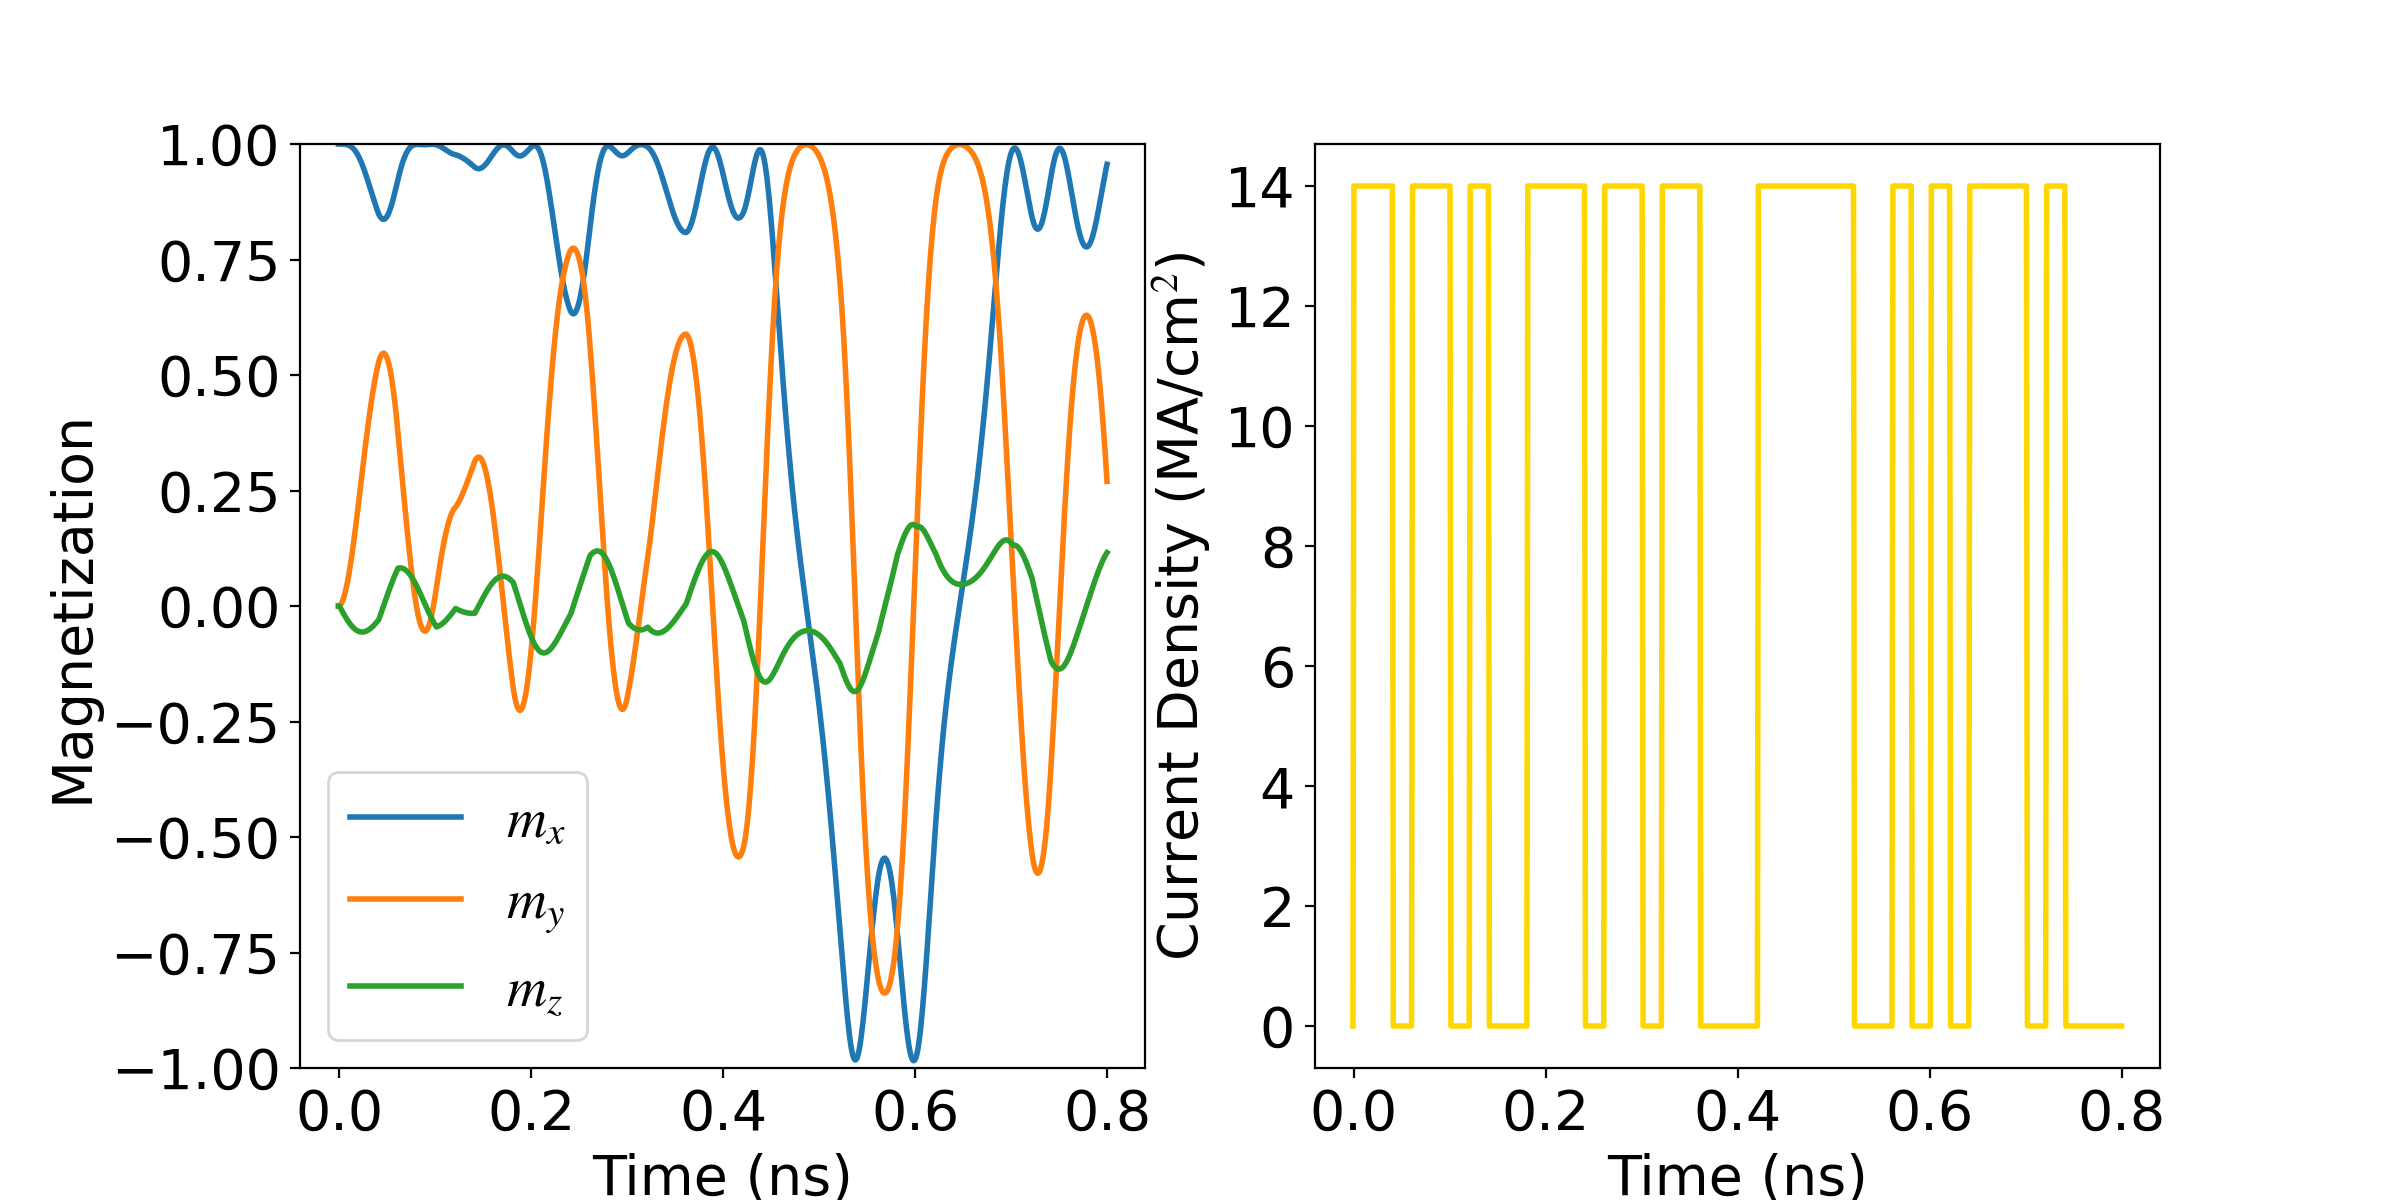 1.00
0.75
0.50
0.25
0.00
−0.25
−0.50
−0.75
−1.00
Magnetization
m_x
m_y
m_z
0.0 0.2 0.4 0.6 0.8
Time (ns)
14
12
10
8
6
4
2
0
Current Density (MA/cm²)
0.0 0.2 0.4 0.6 0.8
Time (ns)